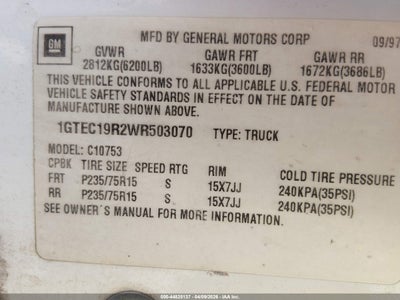 GM
MFD BY GENERAL MOTORS CORP 09/97
GVWR GAWR FRT GAWR RR
2812KG(6200LB) 1633KG(3600LB) 1672KG(3686LB)
THIS VEHICLE CONFORMS TO ALL APPLICABLE U.S. FEDERAL MOTOR
VEHICLE SAFETY STANDARDS IN EFFECT ON THE DATE OF
MANUFACTURE SHOWN ABOVE.
1GTEC19R2WR503070 TYPE: TRUCK
MODEL: C10753
CPBK TIRE SIZE SPEED RTG RIM COLD TIRE PRESSURE
FRT P235/75R15 S 15X7JJ 240KPA(35PSI)
RR P235/75R15 S 15X7JJ 240KPA(35PSI)
SEE OWNER'S MANUAL FOR MORE INFORMATION.